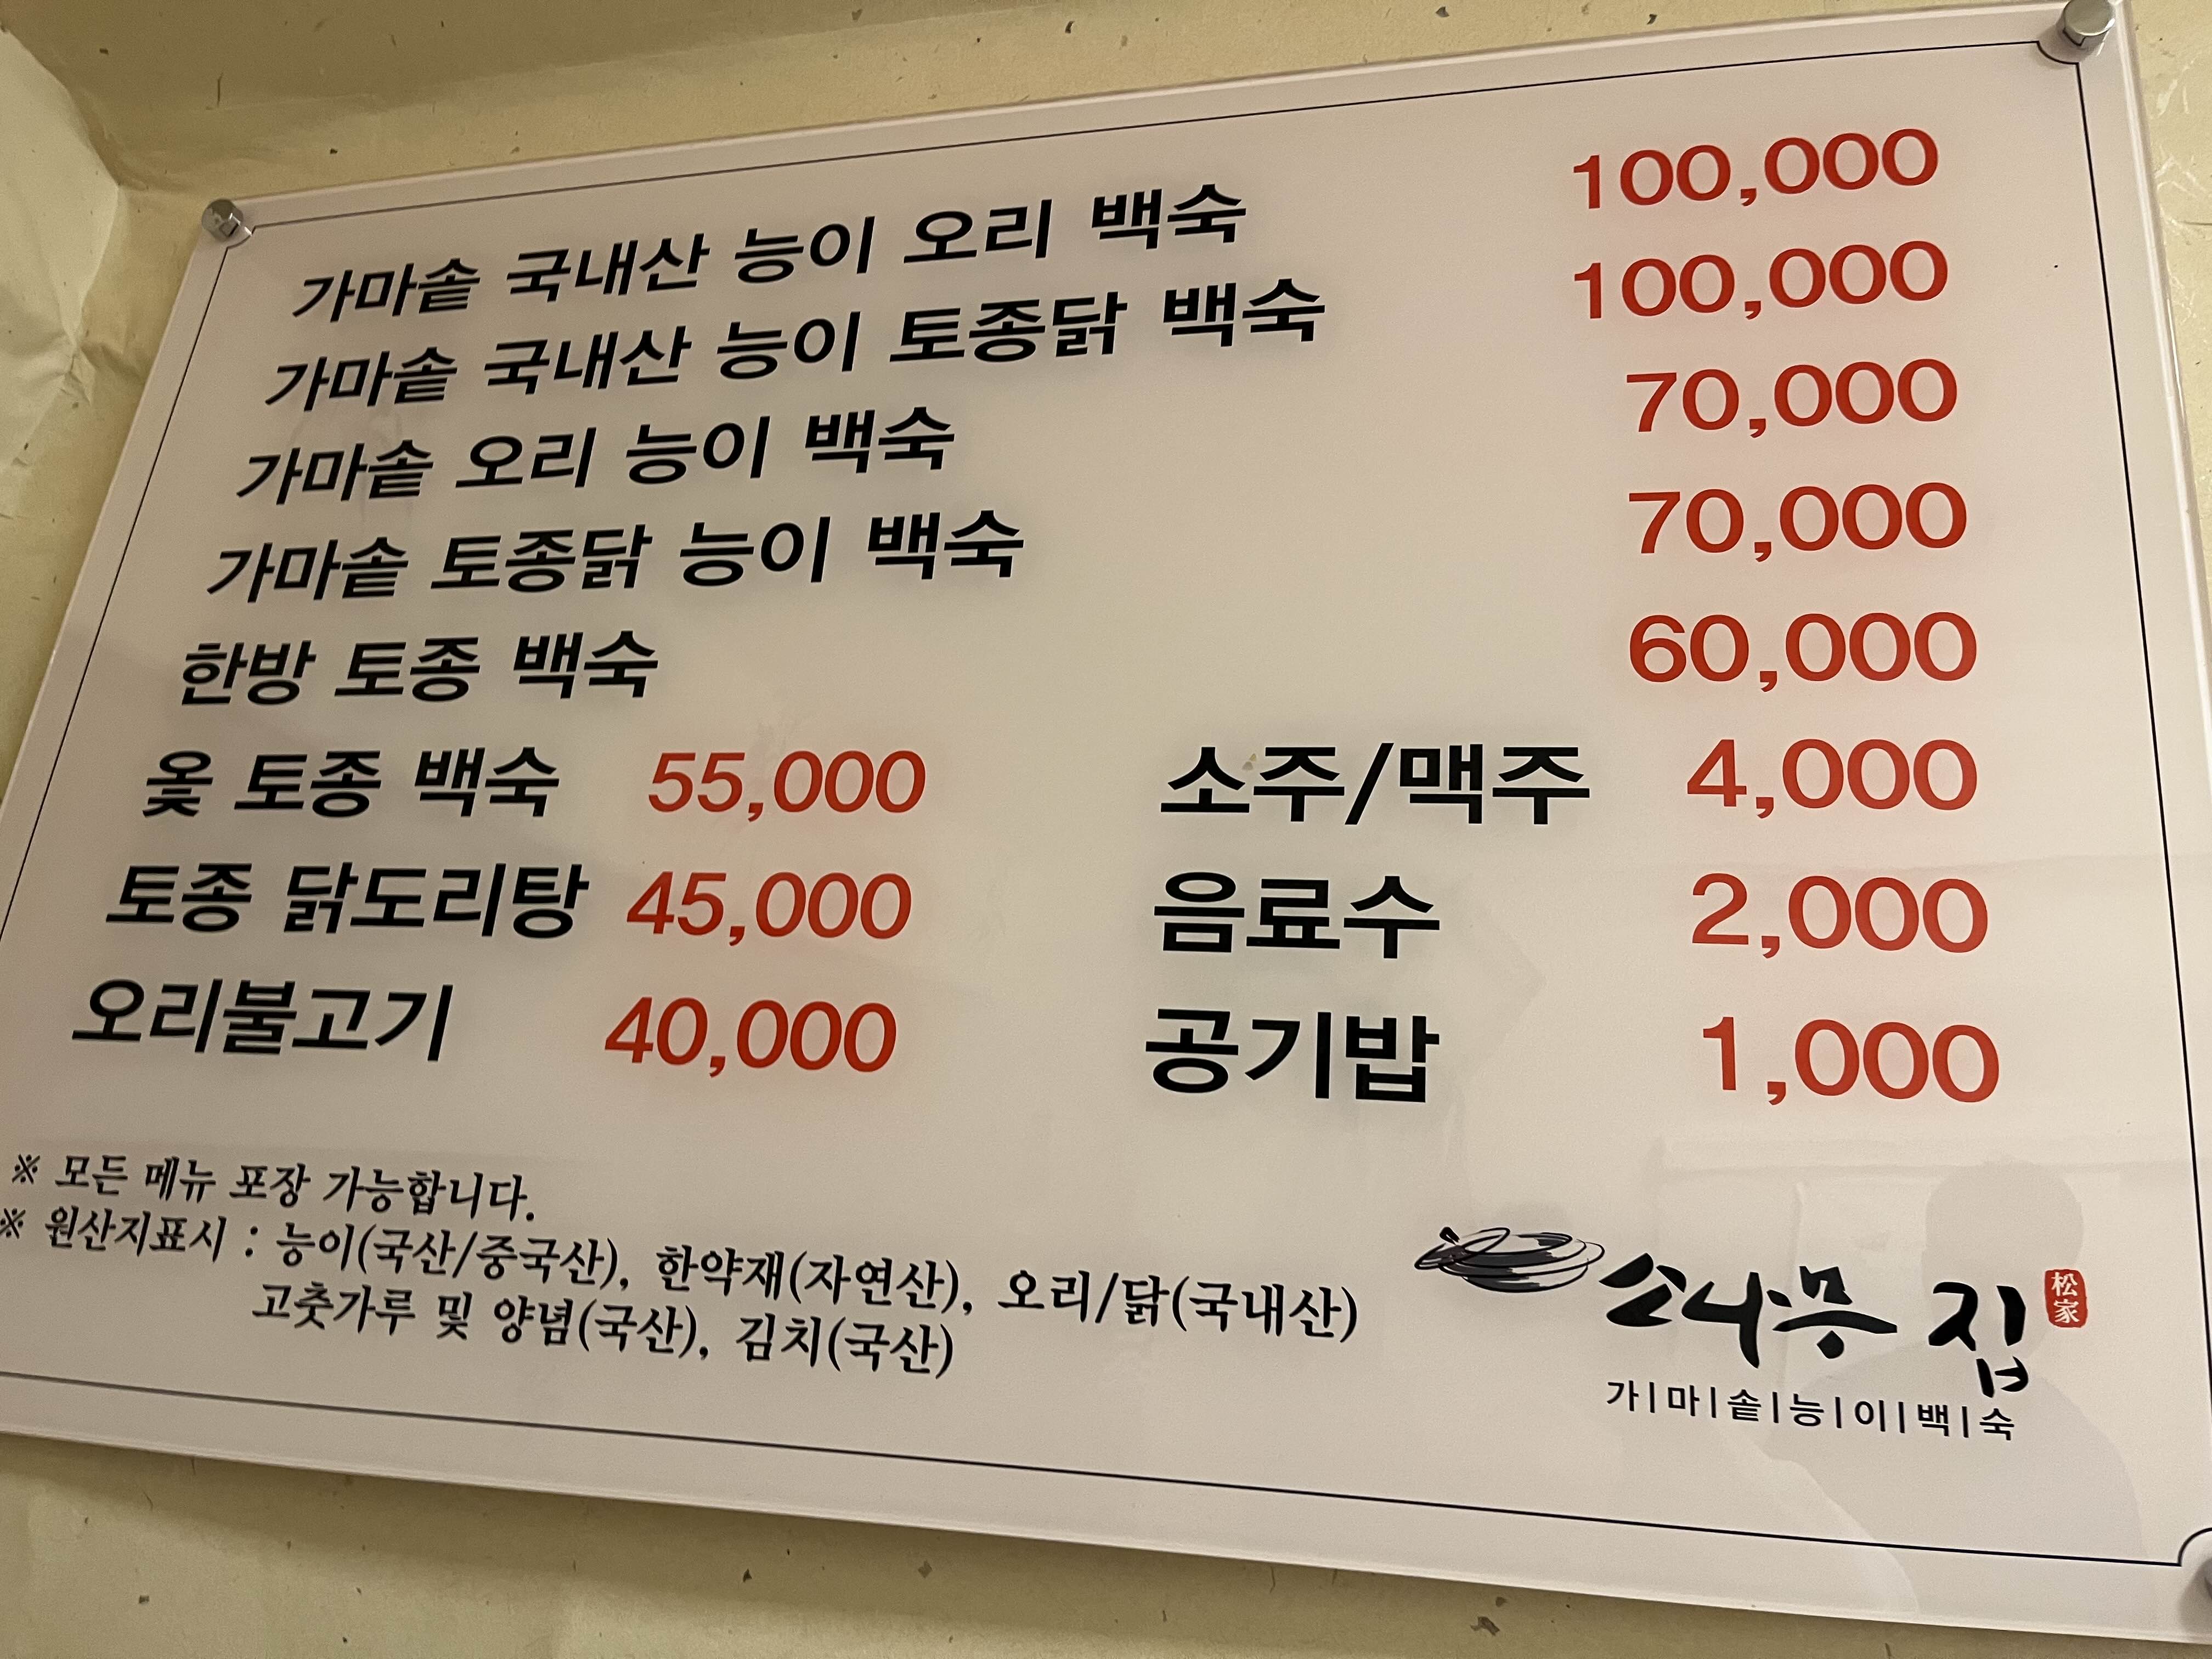 가마솥 국내산 능이 오리 백숙 100,000
가마솥 국내산 능이 토종닭 백숙 100,000
가마솥 오리 능이 백숙 70,000
가마솥 토종닭 능이 백숙 70,000
한방 토종 백숙 60,000
옻 토종 백숙 55,000 소주/맥주 4,000
토종 닭도리탕 45,000 음료수 2,000
오리불고기 40,000 공기밥 1,000
※ 모든 메뉴 포장 가능합니다.
※ 원산지표시 : 능이(국산/중국산), 한약재(자연산), 오리/닭(국내산)
고춧가루 및 양념(국산), 김치(국산)
소나무 집 松家
가|마|솥|능|이|백|숙